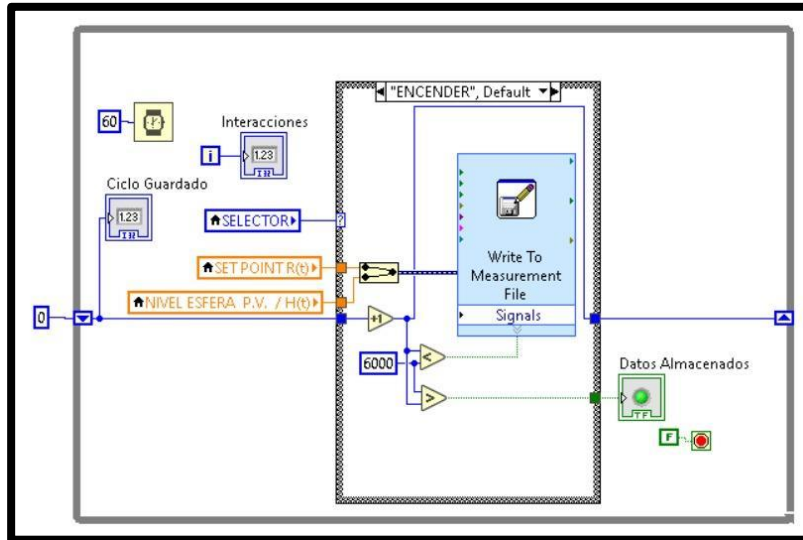 "ENCENDER", Default
60
Interacciones
i
1.23
Ciclo Guardado
1.23
SELECTOR
?
SET POINT R(t)
NIVEL ESFERA P.V. / H(t)
Write To
Measurement
File
Signals
0
+1
<
6000
>
Datos Almacenados
TF
F